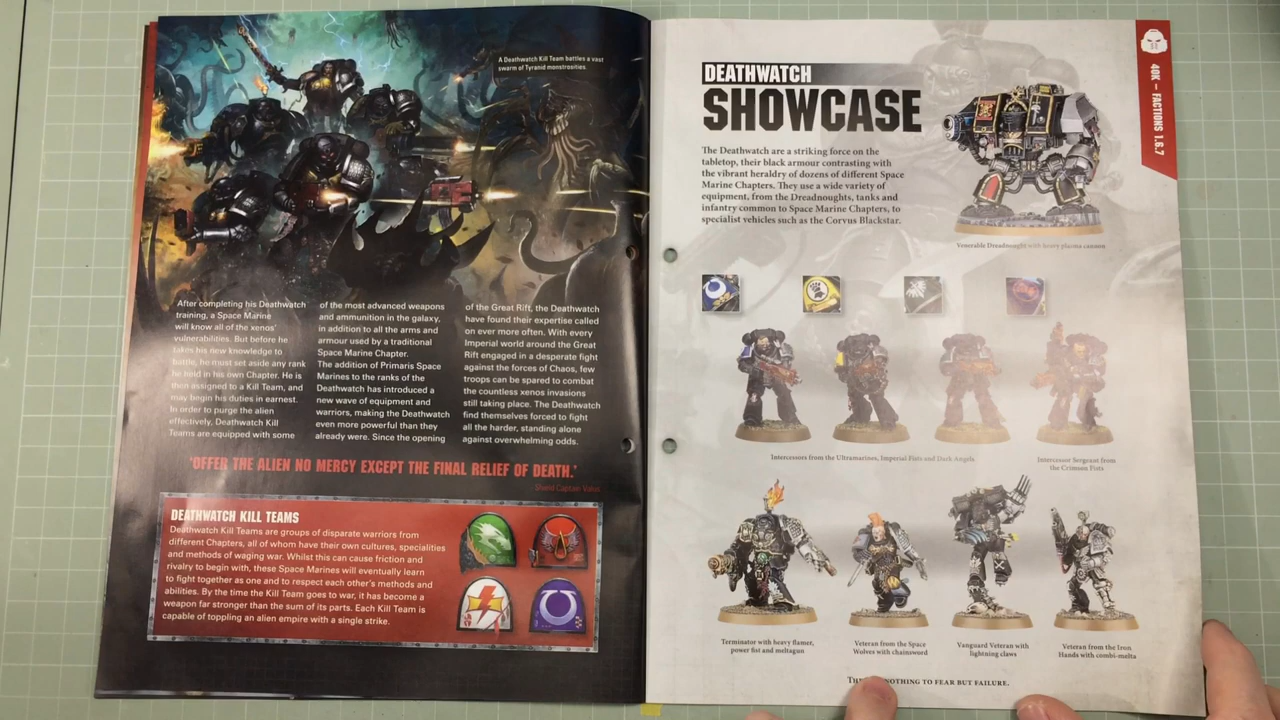 A Deathwatch Kill Team battles a vast
swarm of Tyranid monstrosities.
After completing his Deathwatch
training, a Space Marine
will know all of the xenos'
vulnerabilities. But before he
takes his new knowledge to
battle, he must set aside any rank
he held in his own Chapter. He is
then assigned to a Kill Team, and
may begin his duties in earnest.
In order to purge the alien
effectively, Deathwatch Kill
Teams are equipped with some
of the most advanced weapons
and ammunition in the galaxy,
in addition to all the arms and
armour used by a traditional
Space Marine Chapter.
The addition of Primaris Space
Marines to the ranks of the
Deathwatch has introduced a
new wave of equipment and
warriors, making the Deathwatch
even more powerful than they
already were. Since the opening
of the Great Rift, the Deathwatch
have found their expertise called
on ever more often. With every
Imperial world around the Great
Rift engaged in a desperate fight
against the forces of Chaos, few
troops can be spared to combat
the countless xenos invasions
still taking place. The Deathwatch
find themselves forced to fight
all the harder, standing alone
against overwhelming odds.
'OFFER THE ALIEN NO MERCY EXCEPT THE FINAL RELIEF OF DEATH.'
Captain
DEATHWATCH KILL TEAMS
Deathwatch Kill Teams are groups of disparate warriors from
different Chapters, all of whom have their own cultures, specialities
and methods of waging war. Whilst this can cause friction and
rivalry to begin with, these Space Marines will eventually learn
to fight together as one and to respect each other's methods and
abilities. By the time the Kill Team goes to war, it has become a
weapon far stronger than the sum of its parts. Each Kill Team is
capable of toppling an alien empire with a single strike.
40K – FACTIONS 1.6.7
DEATHWATCH
SHOWCASE
The Deathwatch are a striking force on the
tabletop, their black armour contrasting with
the vibrant heraldry of dozens of different Space
Marine Chapters. They use a wide variety of
equipment, from the Dreadnoughts, tanks and
infantry common to Space Marine Chapters, to
specialist vehicles such as the Corvus Blackstar.
Venerable Dreadnought with heavy plasma cannon
Intercessors from the Ultramarines, Imperial Fists and Dark Angels
Intercessor Sergeant from
the Crimson Fists
Terminator with heavy flamer,
power fist and meltagun
Veteran from the Space
Wolves with chainsword
Vanguard Veteran with
lightning claws
Veteran from the Iron
Hands with combi-melta
NOTHING TO FEAR BUT FAILURE.